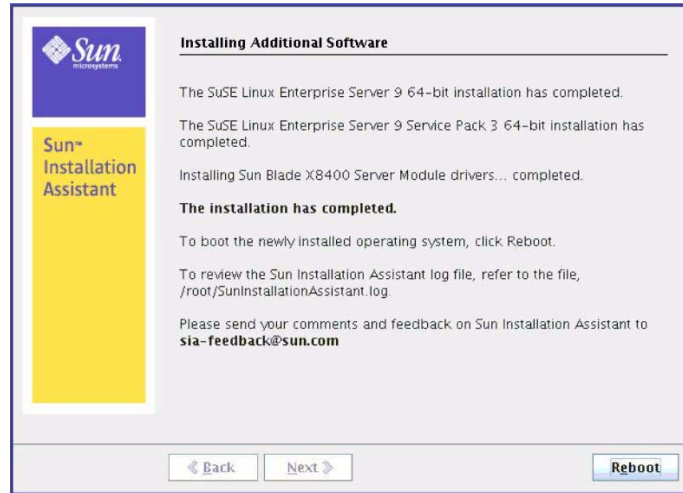 Sun
microsystems
Sun™
Installation
Assistant
Installing Additional Software
The SuSE Linux Enterprise Server 9 64-bit installation has completed.
The SuSE Linux Enterprise Server 9 Service Pack 3 64-bit installation has
completed.
Installing Sun Blade X8400 Server Module drivers... completed.
The installation has completed.
To boot the newly installed operating system, click Reboot.
To review the Sun Installation Assistant log file, refer to the file,
/root/SunInstallationAssistant.log.
Please send your comments and feedback on Sun Installation Assistant to
sia-feedback@sun.com
Back
Next
Reboot